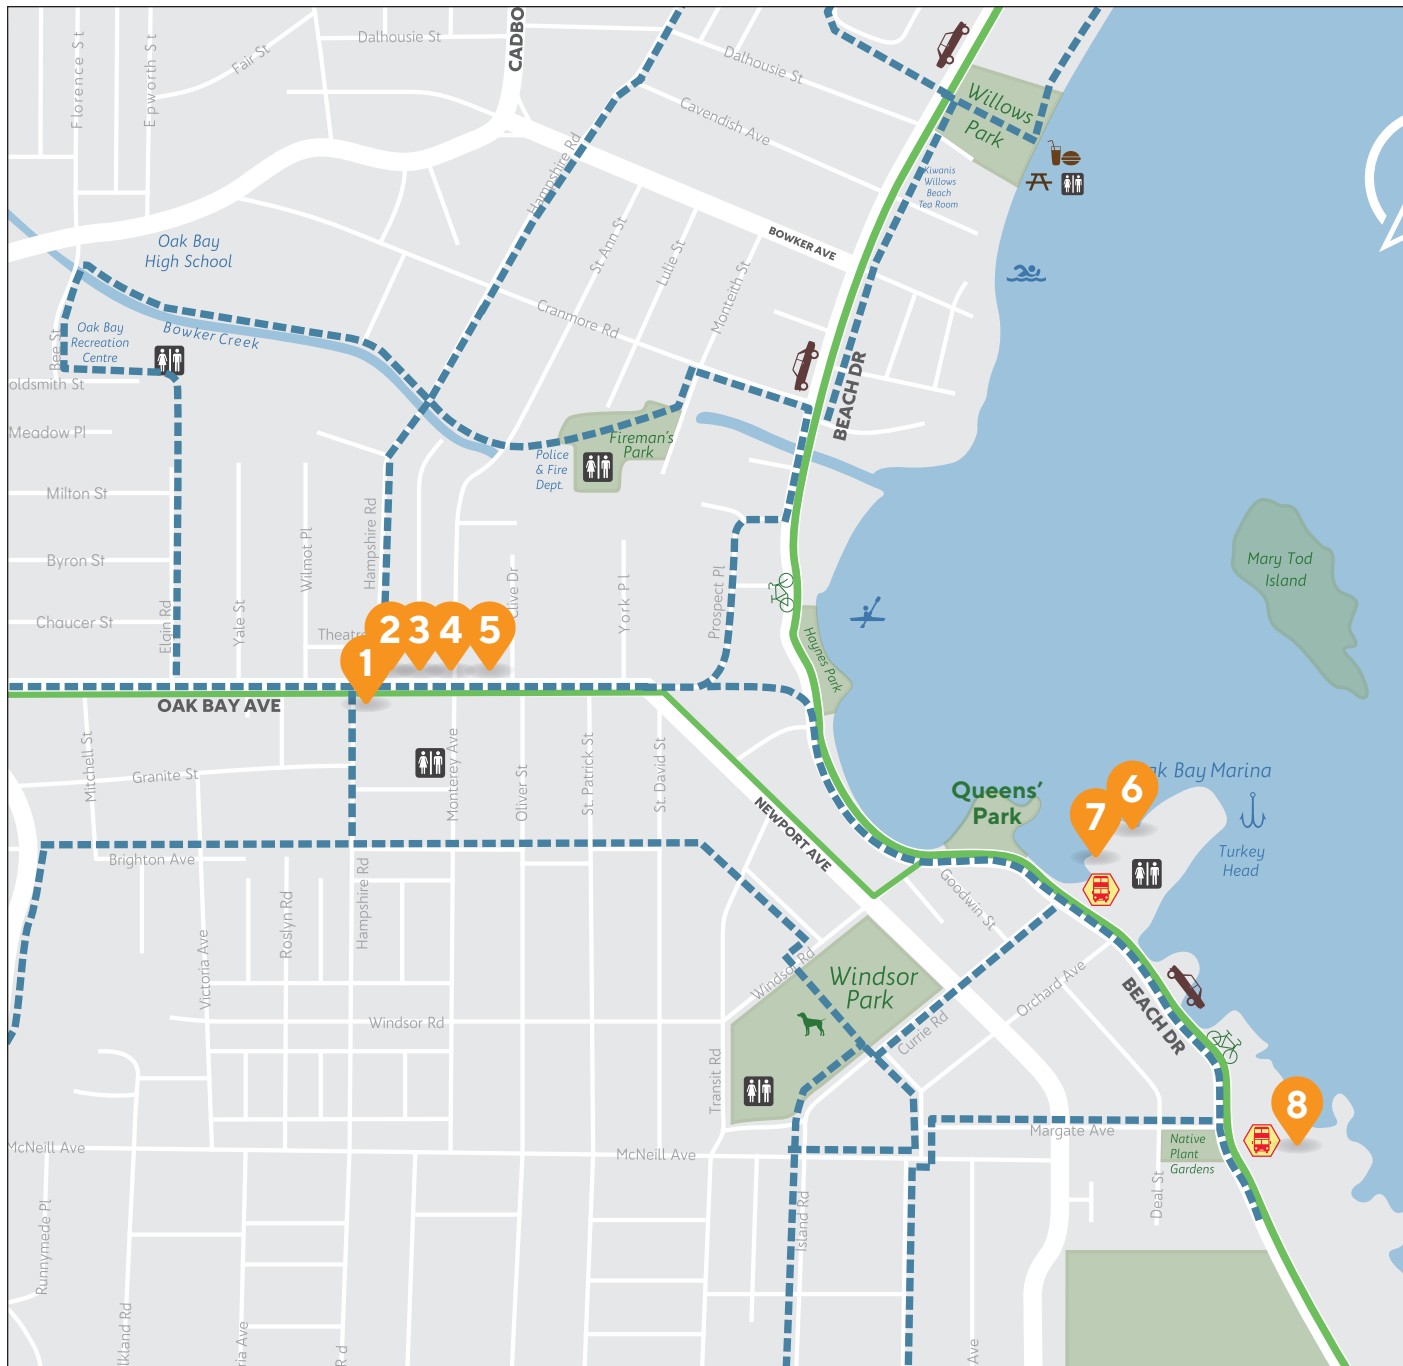 Florence St
Epworth St
Fair St
Dalhousie St
CADBO
Dalhousie St
Cavendish Ave
Willows
Park
Kiwanis
Willows
Beach
Tea Room
Hampshire Rd
St Ann St
Lulie St
Monteith St
BOWKER AVE
Oak Bay
High School
Bowker Creek
Cranmore Rd
Oak Bay
Recreation
Centre
Bee St
oldsmith St
Meadow Pl
BEACH DR
Fireman's
Park
Police
& Fire
Dept.
Milton St
Byron St
Chaucer St
Elgin Rd
Yale St
Wilmot Pl
Hampshire Rd
Theatre
Clive Dr
York Pl
Prospect Pl
Haynes Park
Mary Tod
Island
1
2
3
4
5
OAK BAY AVE
Mitchell St
Granite St
Monterey Ave
Oliver St
St. Patrick St
St. David St
NEWPORT AVE
Queens'
Park
ak Bay Marina
6
7
Turkey
Head
Brighton Ave
Hampshire Rd
Roslyn Rd
Victoria Ave
Goodwin St
Windsor Rd
Windsor
Park
Orchard Ave
Currie Rd
BEACH DR
Windsor Rd
Transit Rd
8
Margate Ave
Native
Plant
Gardens
McNeill Ave
McNeill Ave
Deal St
Island Rd
Runnymede Pl
lkland Rd
ria Ave
Rd
Ave